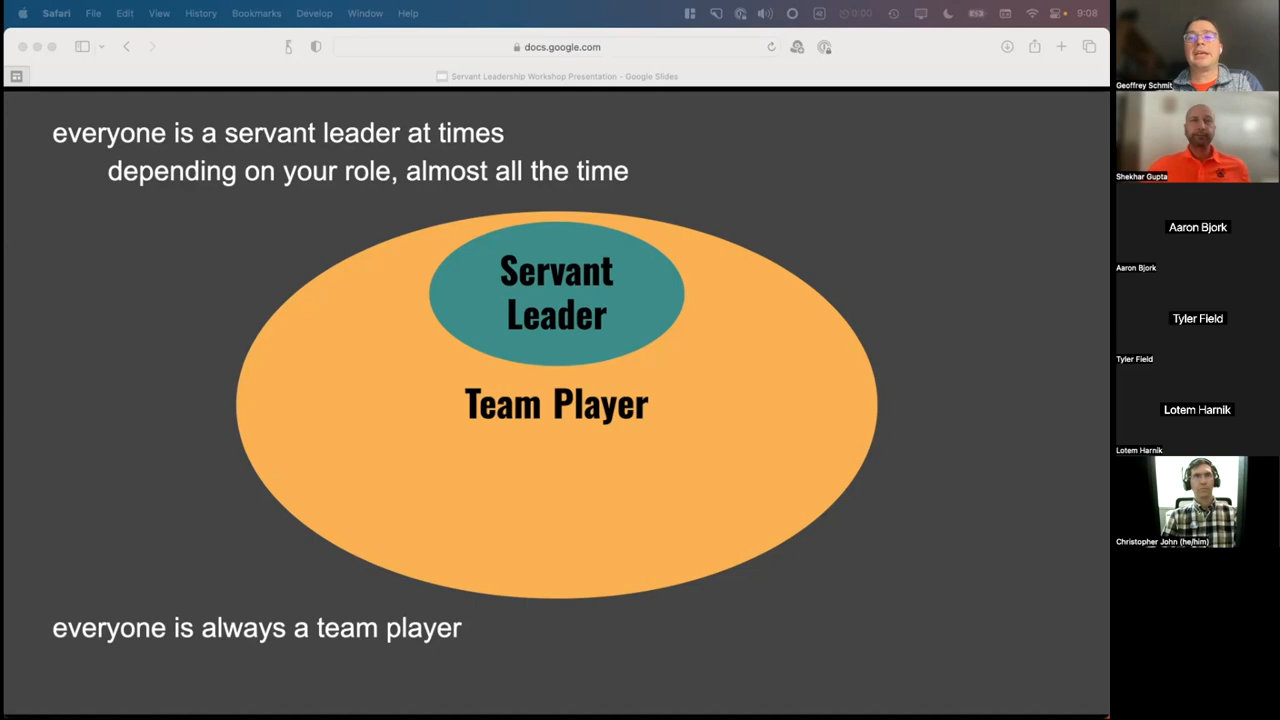 Safari File Edit View History Bookmarks Develop Window Help 9:08
docs.google.com
Servant Leadership Workshop Presentation - Google Slides
everyone is a servant leader at times
depending on your role, almost all the time
Servant
Leader
Team Player
everyone is always a team player
Geoffrey Schmit
Shekhar Gupta
Aaron Bjork
Aaron Bjork
Tyler Field
Tyler Field
Lotem Harnik
Lotem Harnik
Christopher John (he/him)